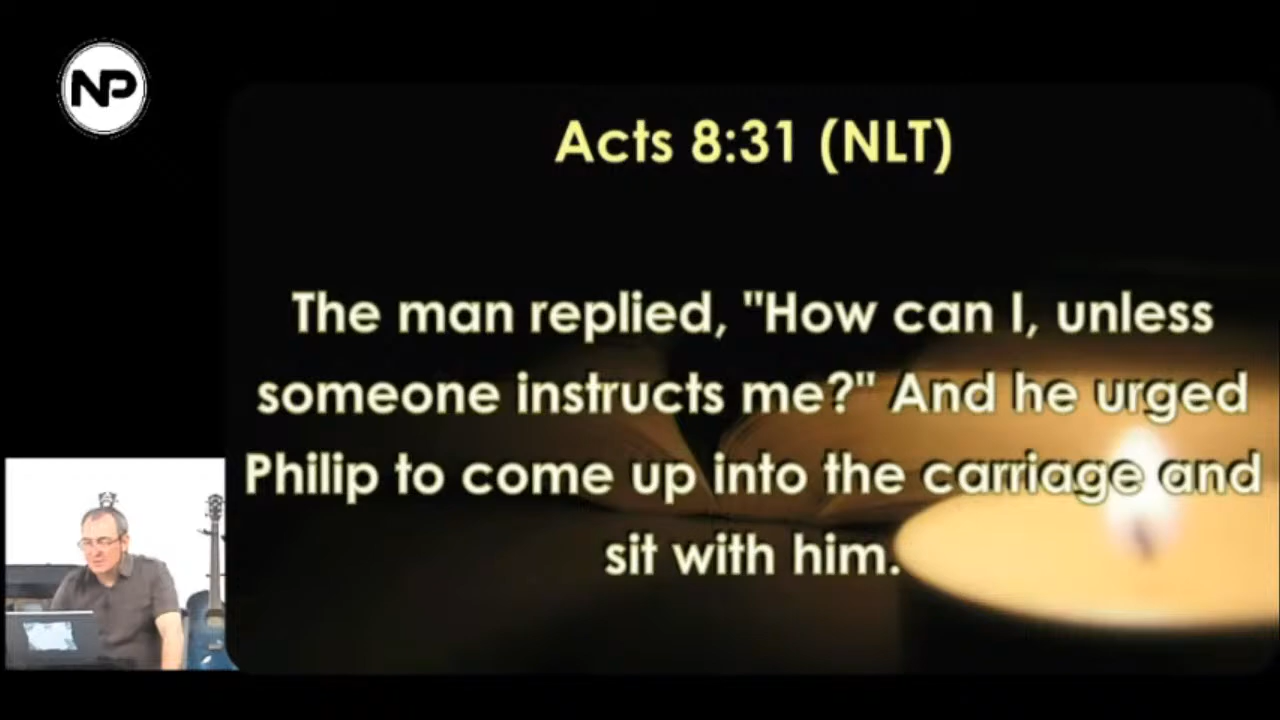 NP
Acts 8:31 (NLT)
The man replied, "How can I, unless
someone instructs me?" And he urged
Philip to come up into the carriage and
sit with him.